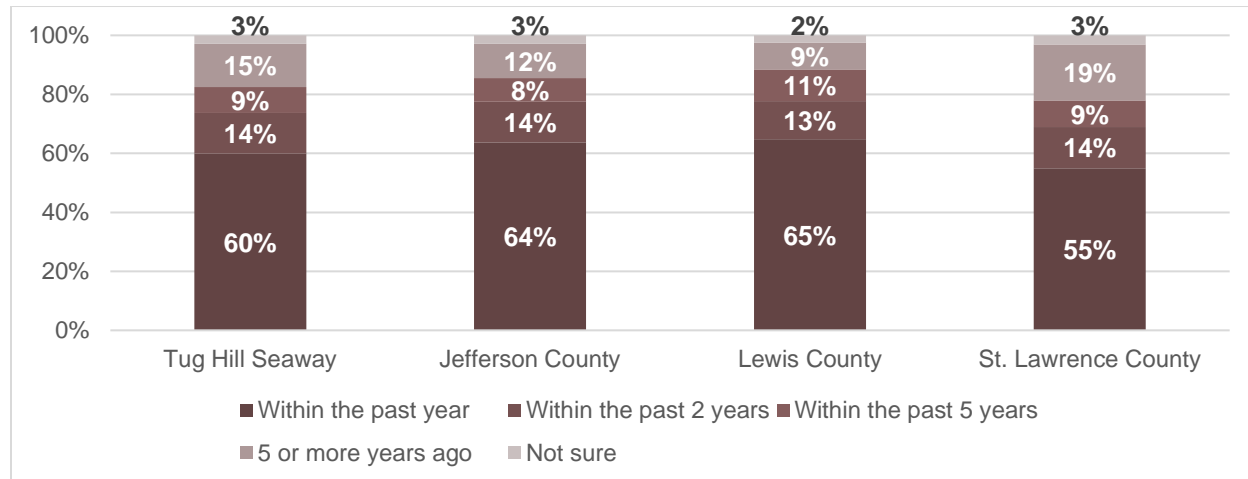 3% 3% 2% 3%
100%
15% 12% 9% 19%
80%
9% 8% 11% 9%
14% 14% 13% 14%
60%
40%
60% 64% 65% 55%
20%
0%
Tug Hill Seaway Jefferson County Lewis County St. Lawrence County
Within the past year Within the past 2 years Within the past 5 years
5 or more years ago Not sure